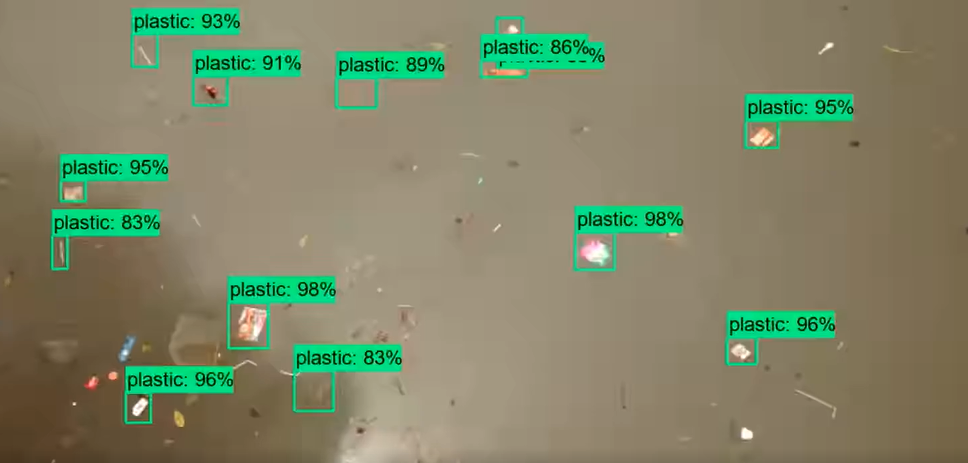 plastic: 93%
plastic: 86%
plastic: 91%
plastic: 89%
plastic: 95%
plastic: 95%
plastic: 83%
plastic: 98%
plastic: 98%
plastic: 96%
plastic: 83%
plastic: 96%